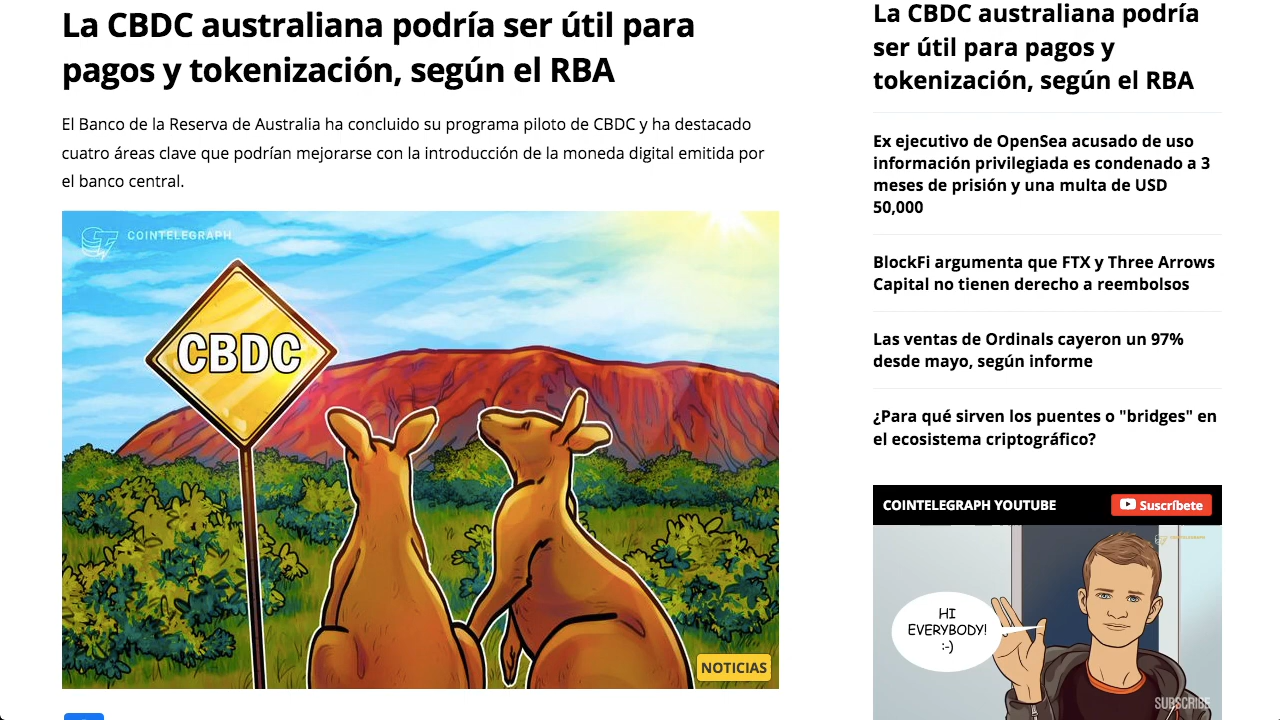 La CBDC australiana podría ser útil para
pagos y tokenización, según el RBA
El Banco de la Reserva de Australia ha concluido su programa piloto de CBDC y ha destacado
cuatro áreas clave que podrían mejorarse con la introducción de la moneda digital emitida por
el banco central.
COINTELEGRAPH
CBDC
NOTICIAS
La CBDC australiana podría
ser útil para pagos y
tokenización, según el RBA
Ex ejecutivo de OpenSea acusado de uso
información privilegiada es condenado a 3
meses de prisión y una multa de USD
50,000
BlockFi argumenta que FTX y Three Arrows
Capital no tienen derecho a reembolsos
Las ventas de Ordinals cayeron un 97%
desde mayo, según informe
¿Para qué sirven los puentes o "bridges" en
el ecosistema criptográfico?
COINTELEGRAPH YOUTUBE
Suscríbete
COINTELEGRAPH
HI
EVERYBODY!
:-)
SUBSCRIBE